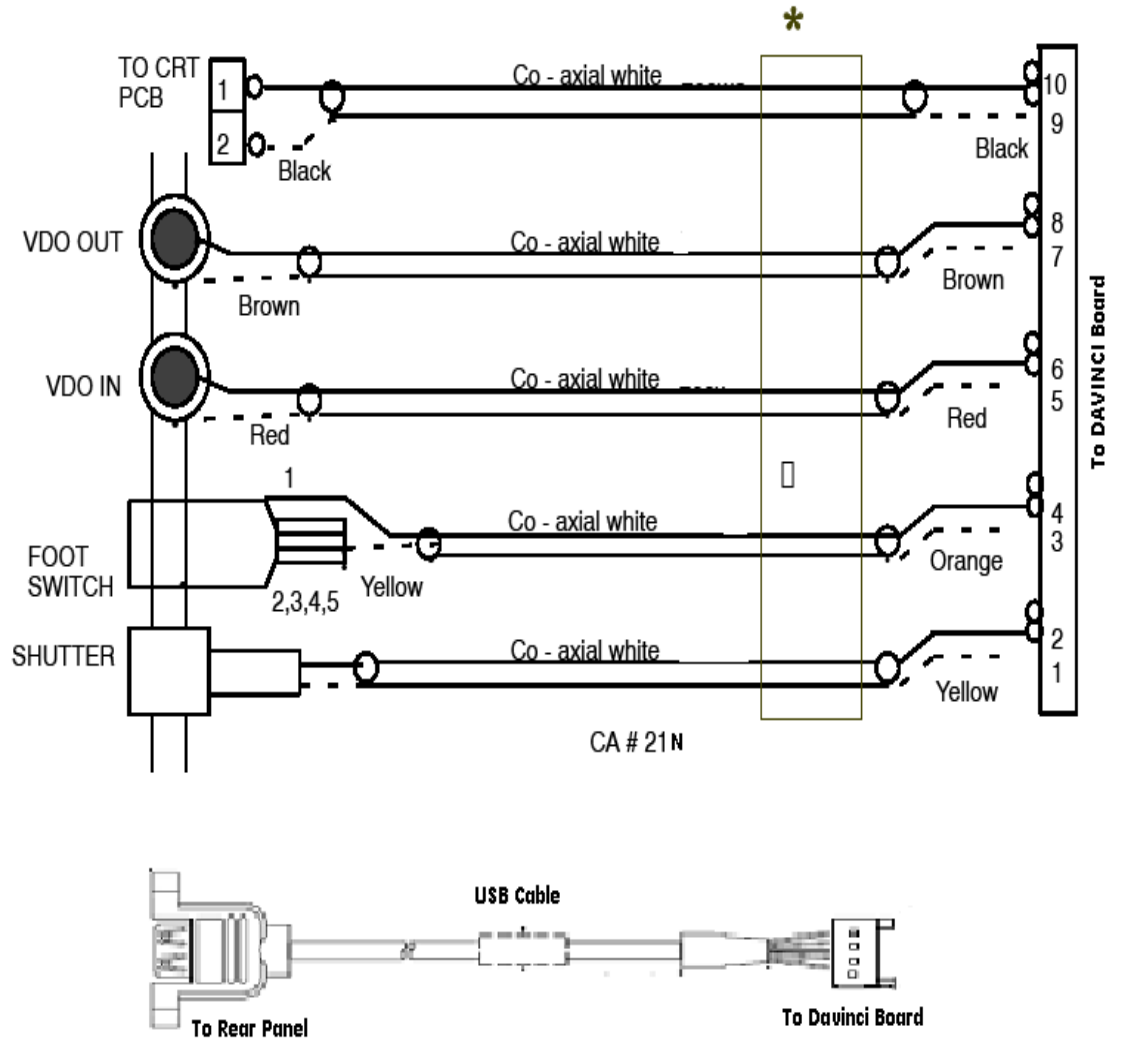 *
TO CRT
PCB
1
2
Co - axial white
Black
Black
10
9
VDO OUT
Co - axial white
Brown
Brown
8
7
VDO IN
Co - axial white
Red
Red
6
5
To DAVINCI Board
1
FOOT
SWITCH
2,3,4,5
Yellow
Co - axial white
Orange
4
3
SHUTTER
Co - axial white
Yellow
2
1
CA # 21N
USB Cable
To Rear Panel
To Davinci Board